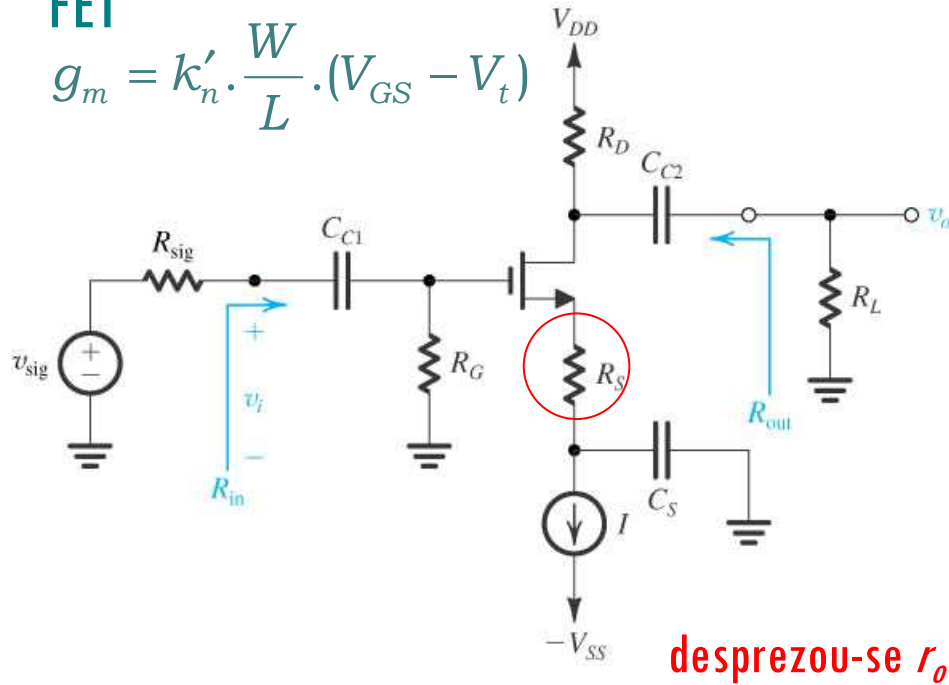 FET
g_m = k'_n . W/L . (V_GS − V_t)
V_DD
R_D
C_C2
v_o
R_sig
C_C1
R_L
v_sig
+
−
+
v_i
−
R_G
R_S
R_out
R_in
C_S
I
−V_SS
desprezou-se r_o